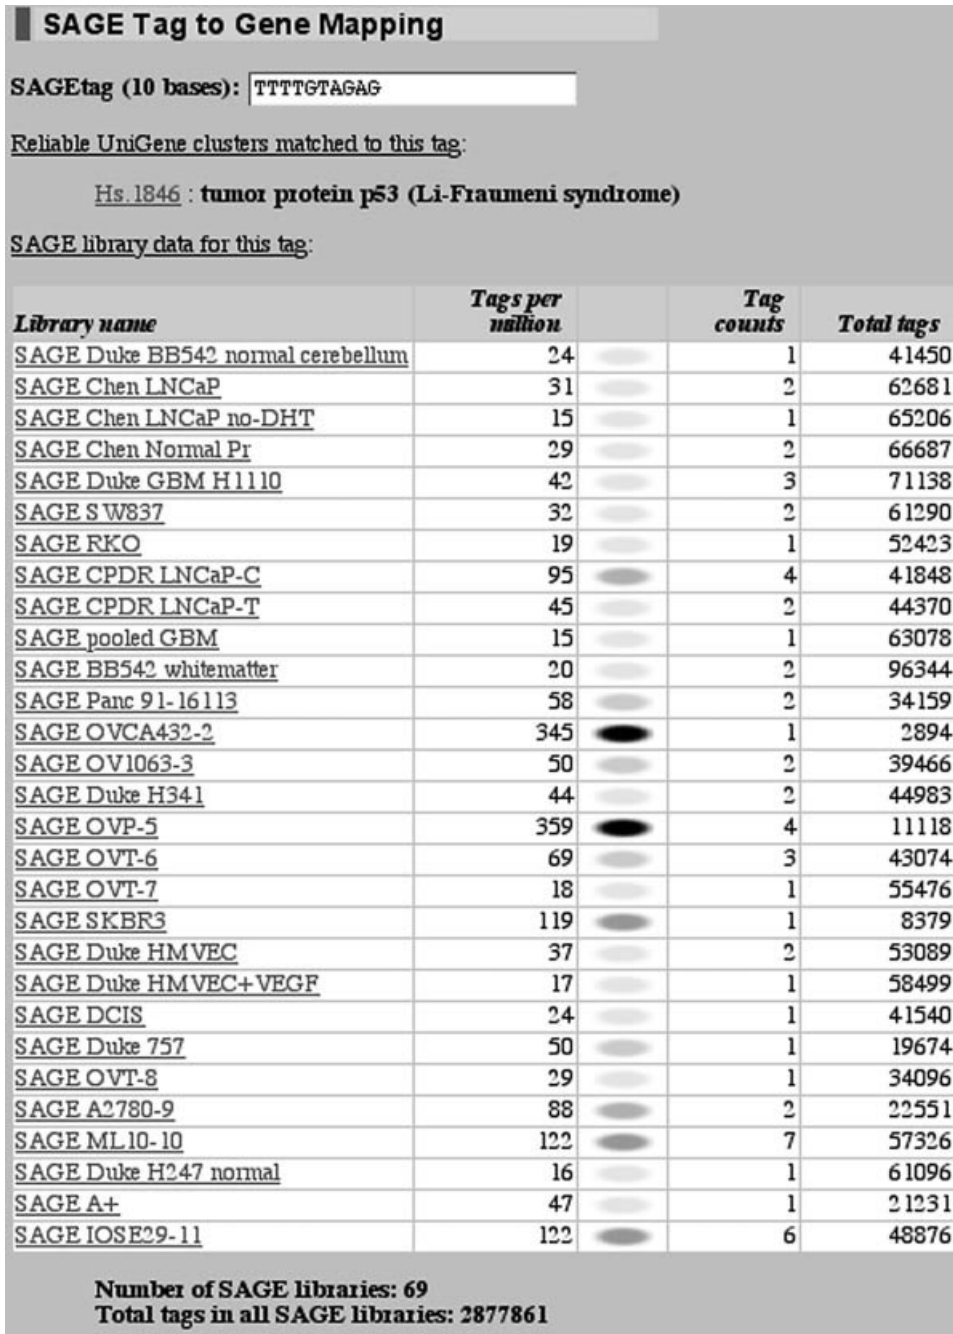 SAGE Tag to Gene Mapping
SAGEtag (10 bases): TTTTGTAGAG
Reliable UniGene clusters matched to this tag:
Hs.1846 : tumor protein p53 (Li-Fraumeni syndrome)
SAGE library data for this tag:
Library name Tags per million Tag counts Total tags
SAGE Duke BB542 normal cerebellum 24 1 41450
SAGE Chen LNCaP 31 2 62681
SAGE Chen LNCaP no-DHT 15 1 65206
SAGE Chen Normal Pr 29 2 66687
SAGE Duke GBM H1110 42 3 71138
SAGE SW837 32 2 61290
SAGE RKO 19 1 52423
SAGE CPDR LNCaP-C 95 4 41848
SAGE CPDR LNCaP-T 45 2 44370
SAGE pooled GBM 15 1 63078
SAGE BB542 whitematter 20 2 96344
SAGE Panc 91-16113 58 2 34159
SAGE OVCA432-2 345 1 2894
SAGE OV1063-3 50 2 39466
SAGE Duke H341 44 2 44983
SAGE OVP-5 359 4 11118
SAGE OVT-6 69 3 43074
SAGE OVT-7 18 1 55476
SAGE SKBR3 119 1 8379
SAGE Duke HMVEC 37 2 53089
SAGE Duke HMVEC+VEGF 17 1 58499
SAGE DCIS 24 1 41540
SAGE Duke 757 50 1 19674
SAGE OVT-8 29 1 34096
SAGE A2780-9 88 2 22551
SAGE ML10-10 122 7 57326
SAGE Duke H247 normal 16 1 61096
SAGE A+ 47 1 21231
SAGE IOSE29-11 122 6 48876
Number of SAGE libraries: 69
Total tags in all SAGE libraries: 2877861